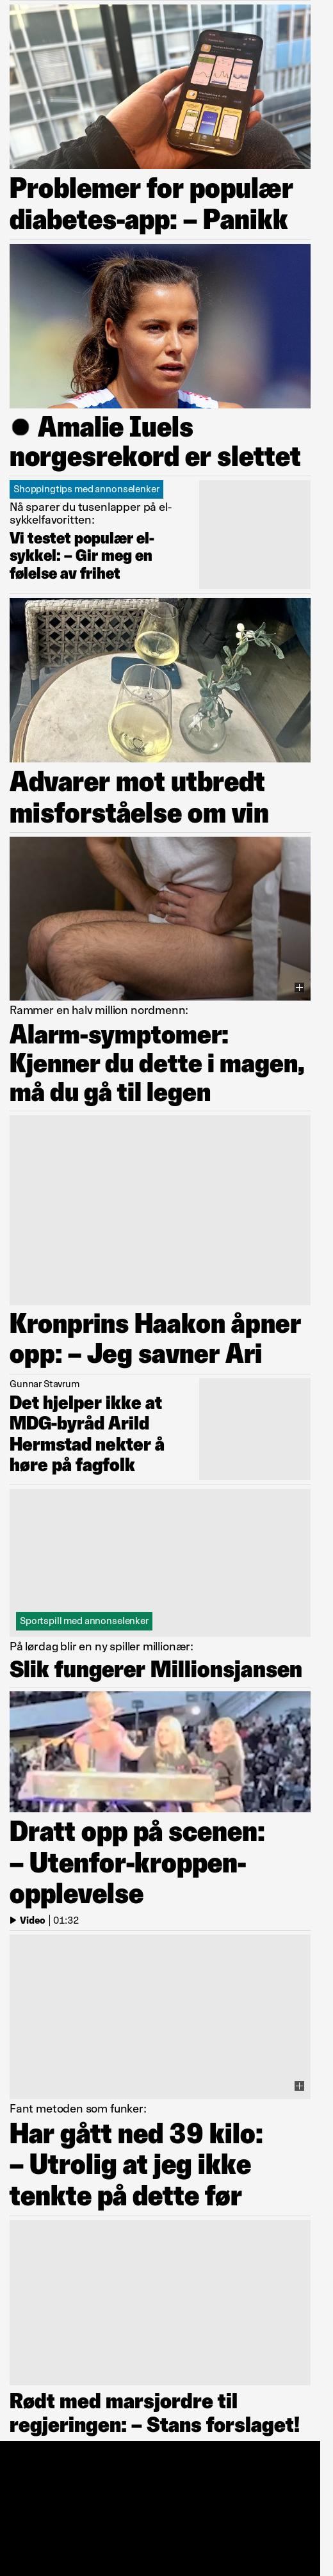 Problemer for populær
diabetes-app: – Panikk
Amalie Iuels
norgesrekord er slettet
Shoppingtips med annonselenker
Nå sparer du tusenlapper på el-
sykkelfavoritten:
Vi testet populær el-
sykkel: – Gir meg en
følelse av frihet
Advarer mot utbredt
misforståelse om vin
Rammer en halv million nordmenn:
Alarm-symptomer:
Kjenner du dette i magen,
må du gå til legen
Kronprins Haakon åpner
opp: – Jeg savner Ari
Gunnar Stavrum
Det hjelper ikke at
MDG-byråd Arild
Hermstad nekter å
høre på fagfolk
Sportspill med annonselenker
På lørdag blir en ny spiller millionær:
Slik fungerer Millionsjansen
Dratt opp på scenen:
– Utenfor-kroppen-
opplevelse
Video 01:32
Fant metoden som funker:
Har gått ned 39 kilo:
– Utrolig at jeg ikke
tenkte på dette før
Rødt med marsjordre til
regjeringen: – Stans forslaget!